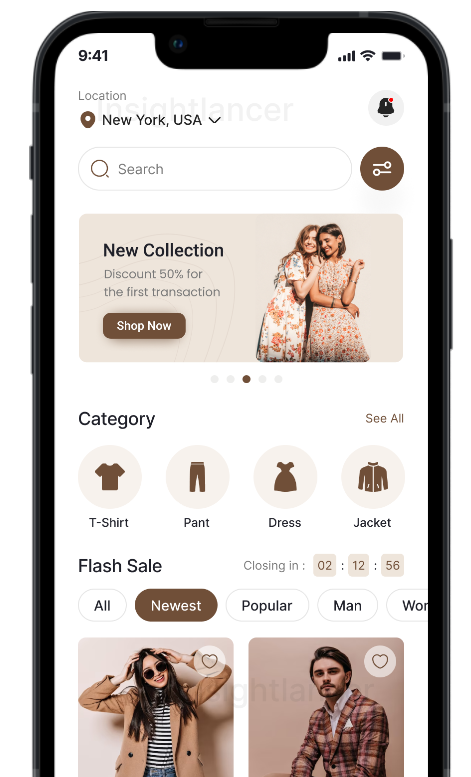 9:41
Location
Insightlancer
New York, USA
Search
New Collection
Discount 50% for
the first transaction
Shop Now
Category
See All
T-Shirt
Pant
Dress
Jacket
Flash Sale
Closing in :
02 : 12 : 56
All
Newest
Popular
Man
Wor
Insightlancer